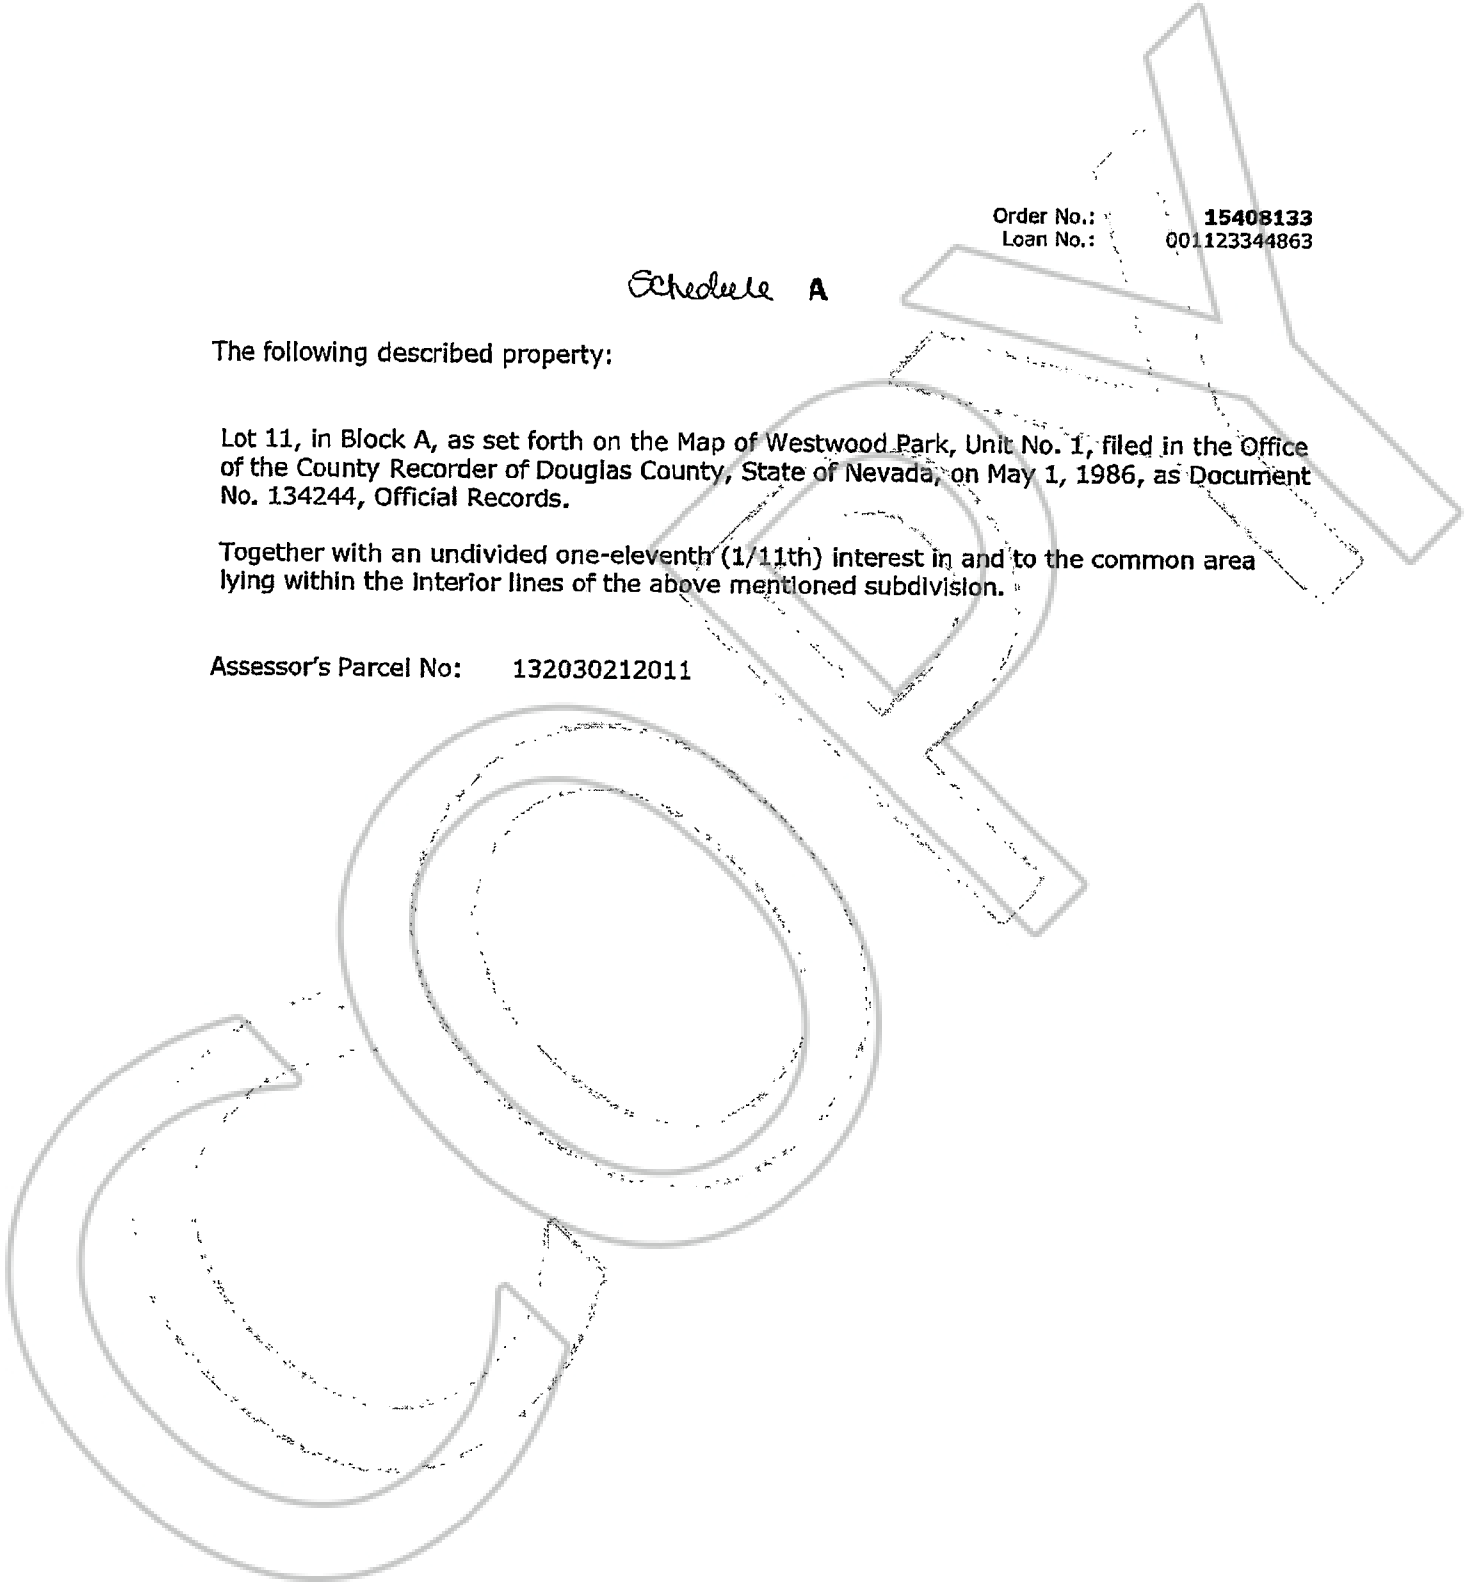 Order No.: 15408133
Loan No.: 001123344863
Schedule A
The following described property:
Lot 11, in Block A, as set forth on the Map of Westwood Park, Unit No. 1, filed in the Office
of the County Recorder of Douglas County, State of Nevada, on May 1, 1986, as Document
No. 134244, Official Records.
Together with an undivided one-eleventh (1/11th) interest in and to the common area
lying within the interior lines of the above mentioned subdivision.
Assessor's Parcel No: 132030212011
COPY